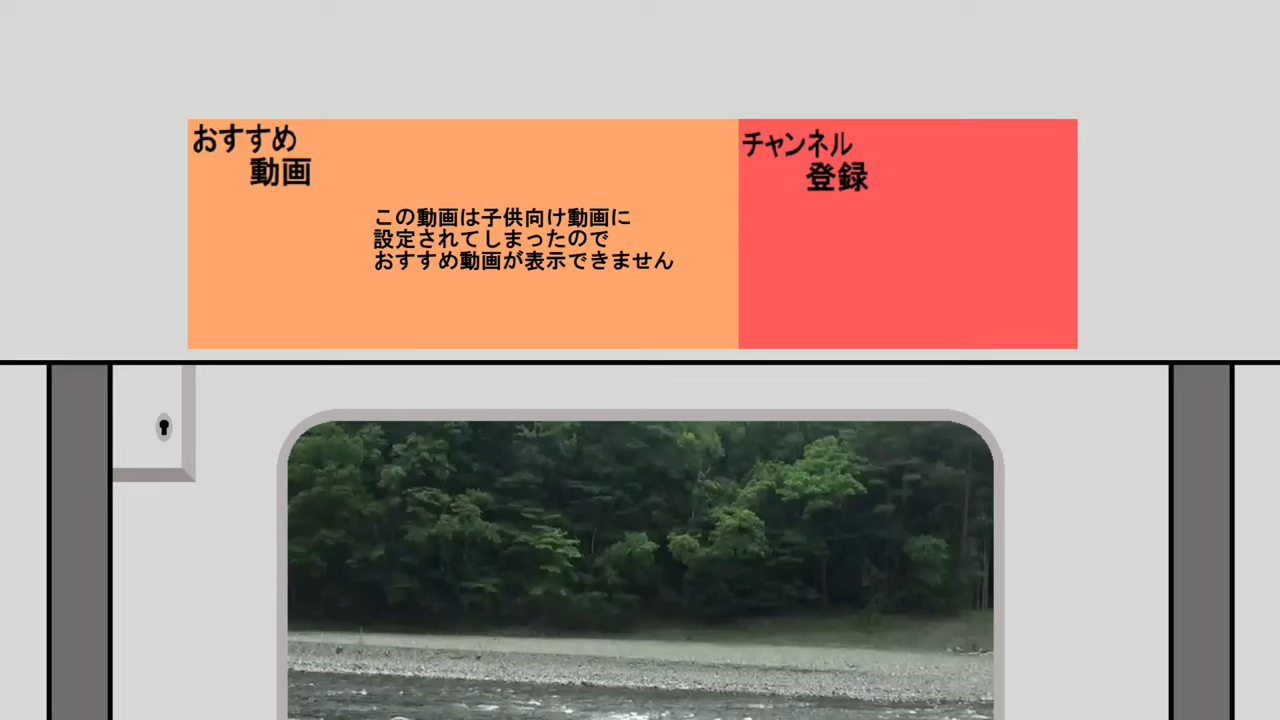 おすすめ
動画
この動画は子供向け動画に
設定されてしまったので
おすすめ動画が表示できません
チャンネル
登録